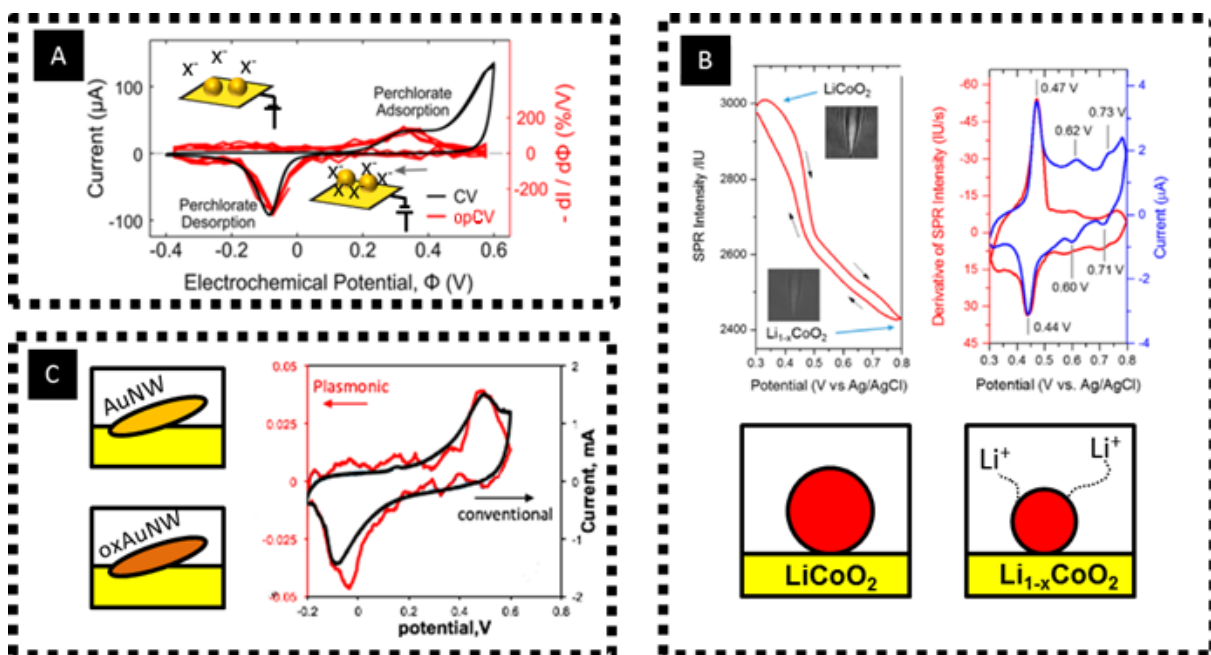 A
X⁻ X⁻
X⁻
Perchlorate
Adsorption
100
0
-100
Current (µA)
200
0
-200
- dI / dΦ (%/V)
X⁻
X⁻ X⁻
X X
CV
opCV
Perchlorate
Desorption
-0.4 -0.2 0 0.2 0.4 0.6
Electrochemical Potential, Φ (V)
B
LiCoO₂
3000
2800
2600
2400
SPR Intensity /IU
Li₁₋ₓCoO₂
0.3 0.4 0.5 0.6 0.7 0.8
Potential (V vs Ag/AgCl)
-60
-45
-30
-15
0
15
30
45
Derivative of SPR Intensity (IU/s)
0.47 V
0.62 V
0.73 V
0.60 V
0.71 V
0.44 V
4
2
0
-2
-4
Current (µA)
0.3 0.4 0.5 0.6 0.7 0.8
Potential (V vs. Ag/AgCl)
LiCoO₂
Li⁺ Li⁺
Li₁₋ₓCoO₂
C
AuNW
oxAuNW
0.05
0.025
0
-0.025
-0.05
Plasmonic
conventional
2
1
0
-1
-2
Current, mA
-0.2 0 0.2 0.4 0.6 0.8
potential,V